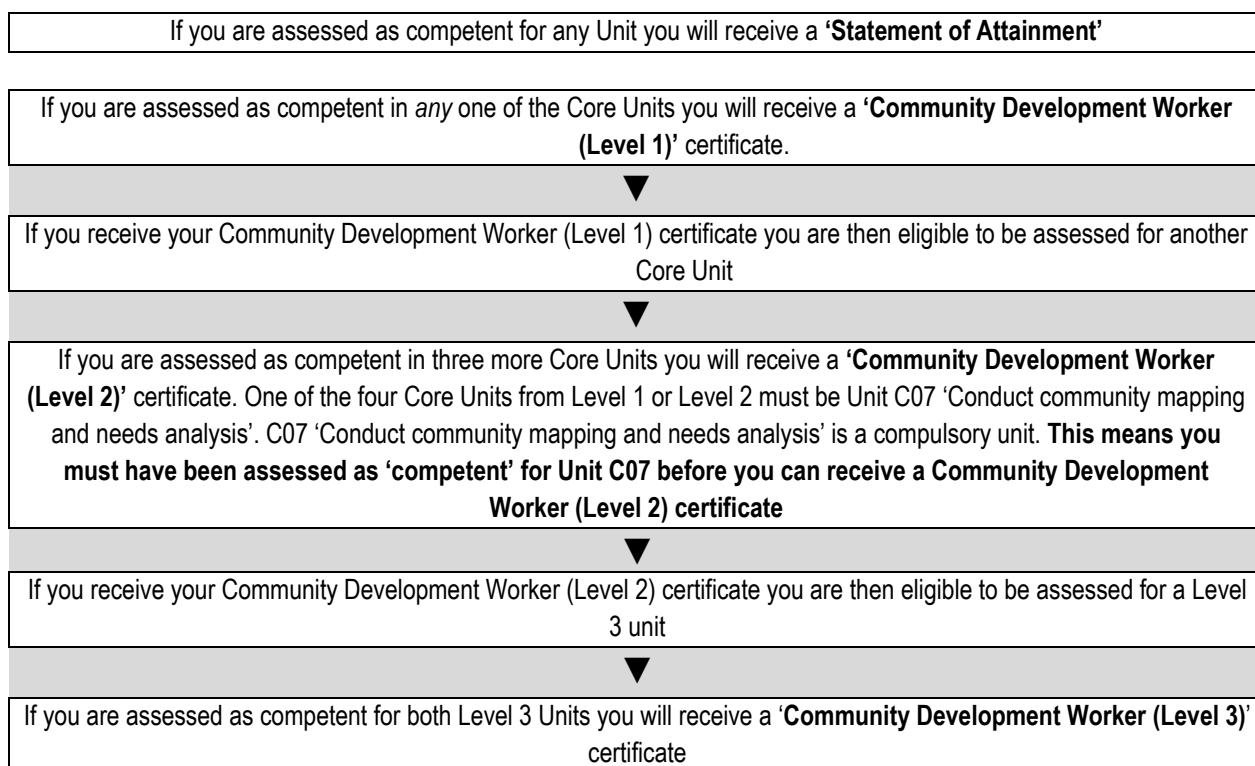 If you are assessed as competent for any Unit you will receive a ‘Statement of Attainment’
If you are assessed as competent in any one of the Core Units you will receive a ‘Community Development Worker
(Level 1)’ certificate.
If you receive your Community Development Worker (Level 1) certificate you are then eligible to be assessed for another
Core Unit
If you are assessed as competent in three more Core Units you will receive a ‘Community Development Worker
(Level 2)’ certificate. One of the four Core Units from Level 1 or Level 2 must be Unit C07 ‘Conduct community mapping
and needs analysis’. C07 ‘Conduct community mapping and needs analysis’ is a compulsory unit. This means you
must have been assessed as ‘competent’ for Unit C07 before you can receive a Community Development
Worker (Level 2) certificate
If you receive your Community Development Worker (Level 2) certificate you are then eligible to be assessed for a Level
3 unit
If you are assessed as competent for both Level 3 Units you will receive a ‘Community Development Worker (Level 3)’
certificate